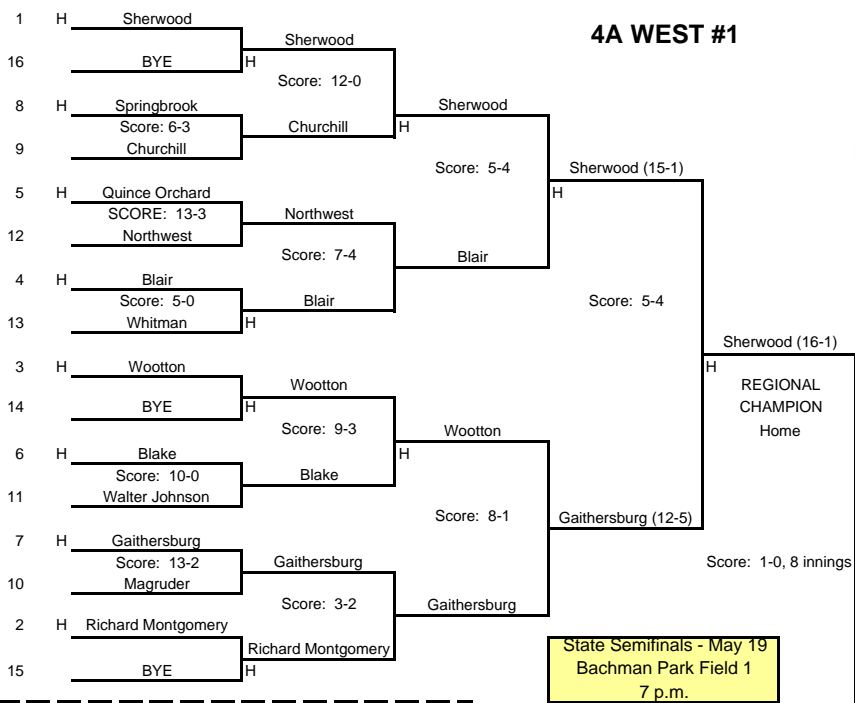 4A WEST #1
1 H Sherwood
16 BYE
Sherwood
H
Score: 12-0
8 H Springbrook
Score: 6-3
9 Churchill
Churchill
Sherwood
H
Score: 5-4
5 H Quince Orchard
SCORE: 13-3
12 Northwest
Northwest
Score: 7-4
4 H Blair
Score: 5-0
13 Whitman
Blair
H
Blair
Sherwood (15-1)
H
Score: 5-4
3 H Wootton
14 BYE
Wootton
H
Score: 9-3
6 H Blake
Score: 10-0
11 Walter Johnson
Blake
Wootton
H
Score: 8-1
7 H Gaithersburg
Score: 13-2
10 Magruder
Gaithersburg
Score: 3-2
2 H Richard Montgomery
15 BYE
Richard Montgomery
H
Gaithersburg
Gaithersburg (12-5)
Sherwood (16-1)
H
REGIONAL
CHAMPION
Home
Score: 1-0, 8 innings
State Semifinals - May 19
Bachman Park Field 1
7 p.m.